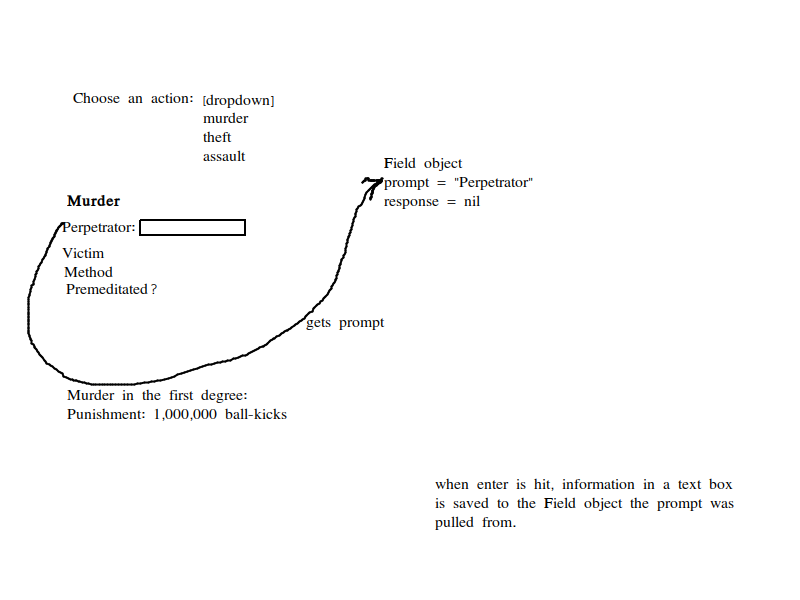 Choose an action: [dropdown]
murder
theft
assault
Field object
prompt = "Perpetrator"
response = nil
Murder
Perpetrator:
Victim
Method
Premeditated ?
gets prompt
Murder in the first degree:
Punishment: 1,000,000 ball-kicks
when enter is hit, information in a text box
is saved to the Field object the prompt was
pulled from.